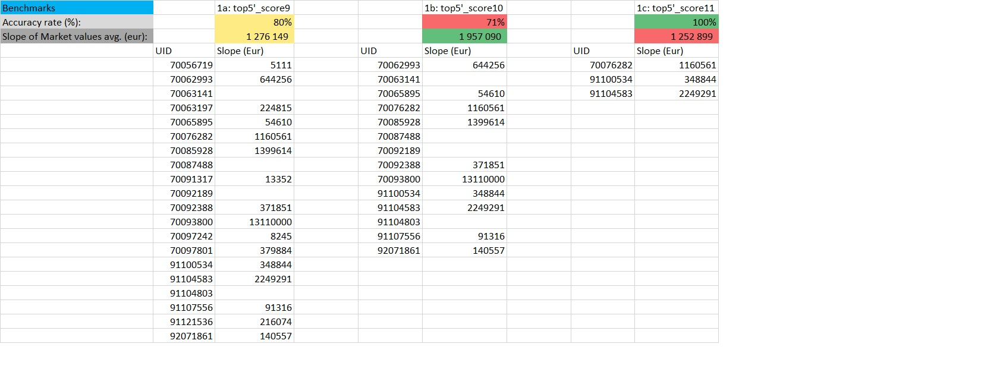 Benchmarks 1a: top5'_score9 1b: top5'_score10 1c: top5'_score11
Accuracy rate (%): 80% 71% 100%
Slope of Market values avg. (eur): 1 276 149 1 957 090 1 252 899
UID Slope (Eur) UID Slope (Eur) UID Slope (Eur)
70056719 5111 70062993 644256 70076282 1160561
70062993 644256 70063141 91100534 348844
70063141 70065895 54610 91104583 2249291
70063197 224815 70076282 1160561
70065895 54610 70085928 1399614
70076282 1160561 70087488
70085928 1399614 70092189
70087488 70092388 371851
70091317 13352 70093800 13110000
70092189 91100534 348844
70092388 371851 91104583 2249291
70093800 13110000 91104803
70097242 8245 91107556 91316
70097801 379884 92071861 140557
91100534 348844
91104583 2249291
91104803
91107556 91316
91121536 216074
92071861 140557